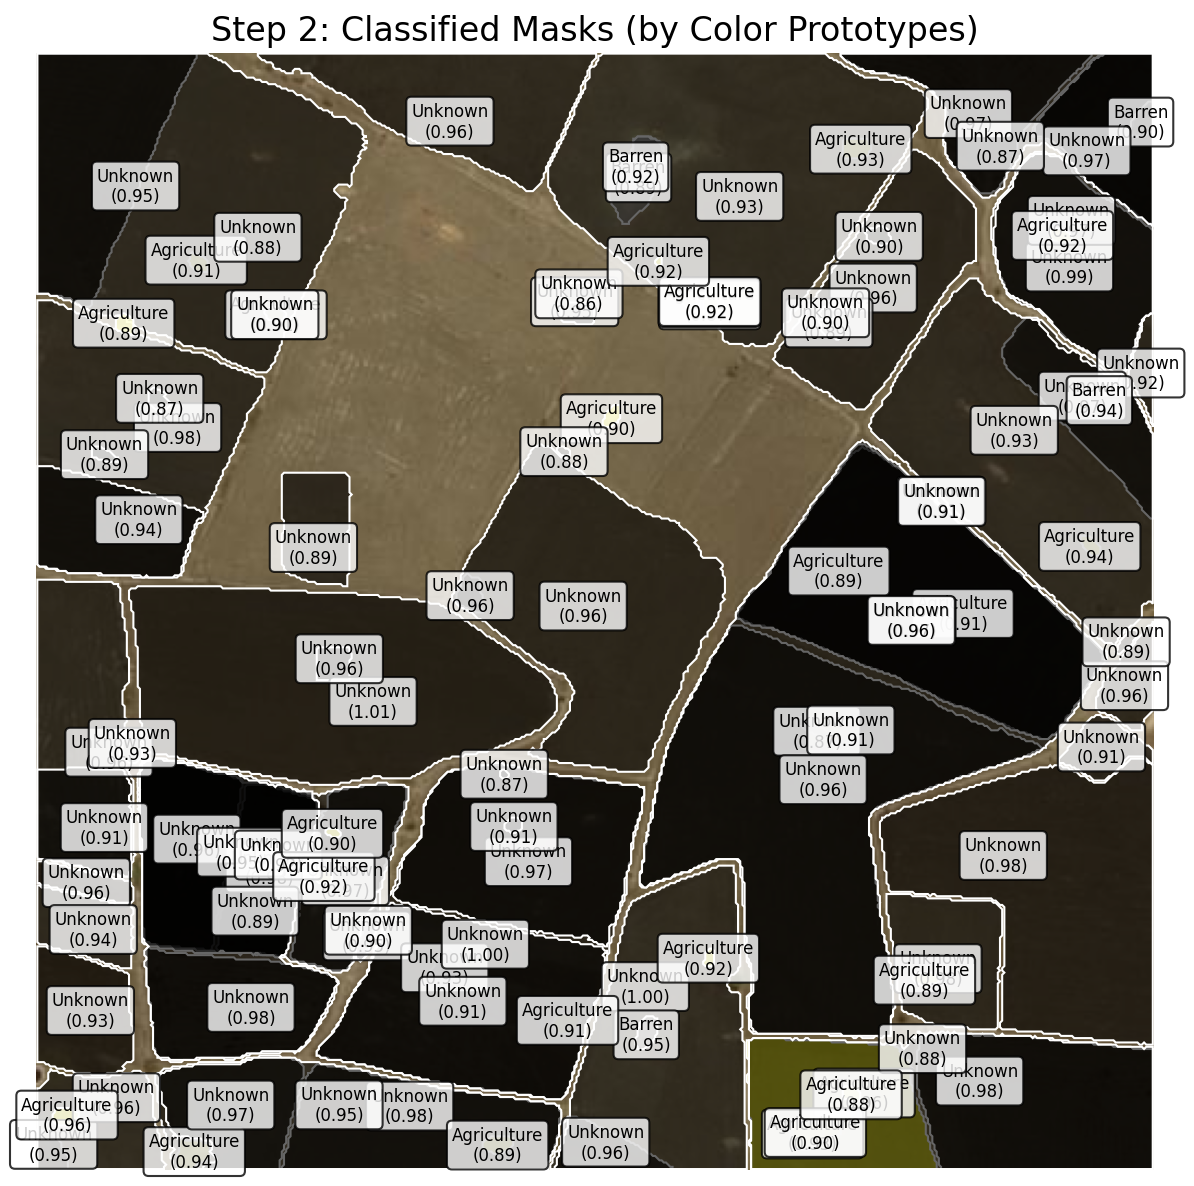 Step 2: Classified Masks (by Color Prototypes)
Unknown
(0.96)
Unknown
(0.97)
Barren
(0.90)
Unknown
(0.87)
Unknown
(0.97)
Agriculture
(0.93)
Barren
(0.92)
Unknown
(0.95)
Unknown
(0.93)
Unknown
(0.88)
Agriculture
(0.91)
Unknown
(0.90)
Unknown
Agriculture
(0.92)
Unknown
(0.99)
Agriculture
(0.92)
Unknown
(0.86)
Agriculture
(0.92)
Unknown
(0.96)
Unknown
(0.90)
Unknown
(0.90)
Agriculture
(0.89)
Unknown
(0.92)
Barren
(0.94)
Unknown
(0.87)
Unknown
(0.98)
Unknown
(0.89)
Agriculture
(0.90)
Unknown
(0.88)
Unknown
(0.93)
Unknown
(0.94)
Unknown
(0.91)
Unknown
(0.89)
Agriculture
(0.94)
Agriculture
(0.89)
Unknown
(0.96)
Unknown
(0.96)
Unknown
(0.96)
Agriculture
(0.91)
Unknown
(0.89)
Unknown
(0.96)
Unknown
(0.96)
Unknown
(1.01)
Unknown
(0.93)
Unknown
(0.91)
Unknown
(0.91)
Unknown
(0.87)
Unknown
(0.96)
Unknown
(0.91)
Agriculture
(0.90)
Unknown
(0.91)
Unknown
(0.97)
Unknown
(0.98)
Agriculture
(0.92)
Unknown
(0.96)
Unknown
(0.89)
Unknown
(0.94)
Unknown
(0.90)
Unknown
(1.00)
Agriculture
(0.92)
Unknown
(1.00)
Agriculture
(0.89)
Unknown
(0.91)
Unknown
(0.93)
Unknown
(0.98)
Agriculture
(0.91)
Barren
(0.95)
Unknown
(0.88)
Unknown
(0.98)
Agriculture
(0.88)
Unknown
Agriculture
(0.96)
Unknown
(0.97)
Unknown
(0.95)
Unknown
(0.98)
Agriculture
(0.90)
(0.95)
Agriculture
(0.94)
Agriculture
(0.89)
Unknown
(0.96)